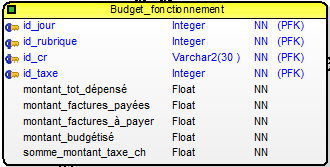 Budget_fonctionnement
id_jour Integer NN (PFK)
id_rubrique Integer NN (PFK)
id_cr Varchar2(30 ) NN (PFK)
id_taxe Integer NN (PFK)
montant_tot_dépensé Float NN
montant_factures_payées Float NN
montant_factures_à_payer Float NN
montant_budgétisé Float NN
somme_montant_taxe_ch Float NN